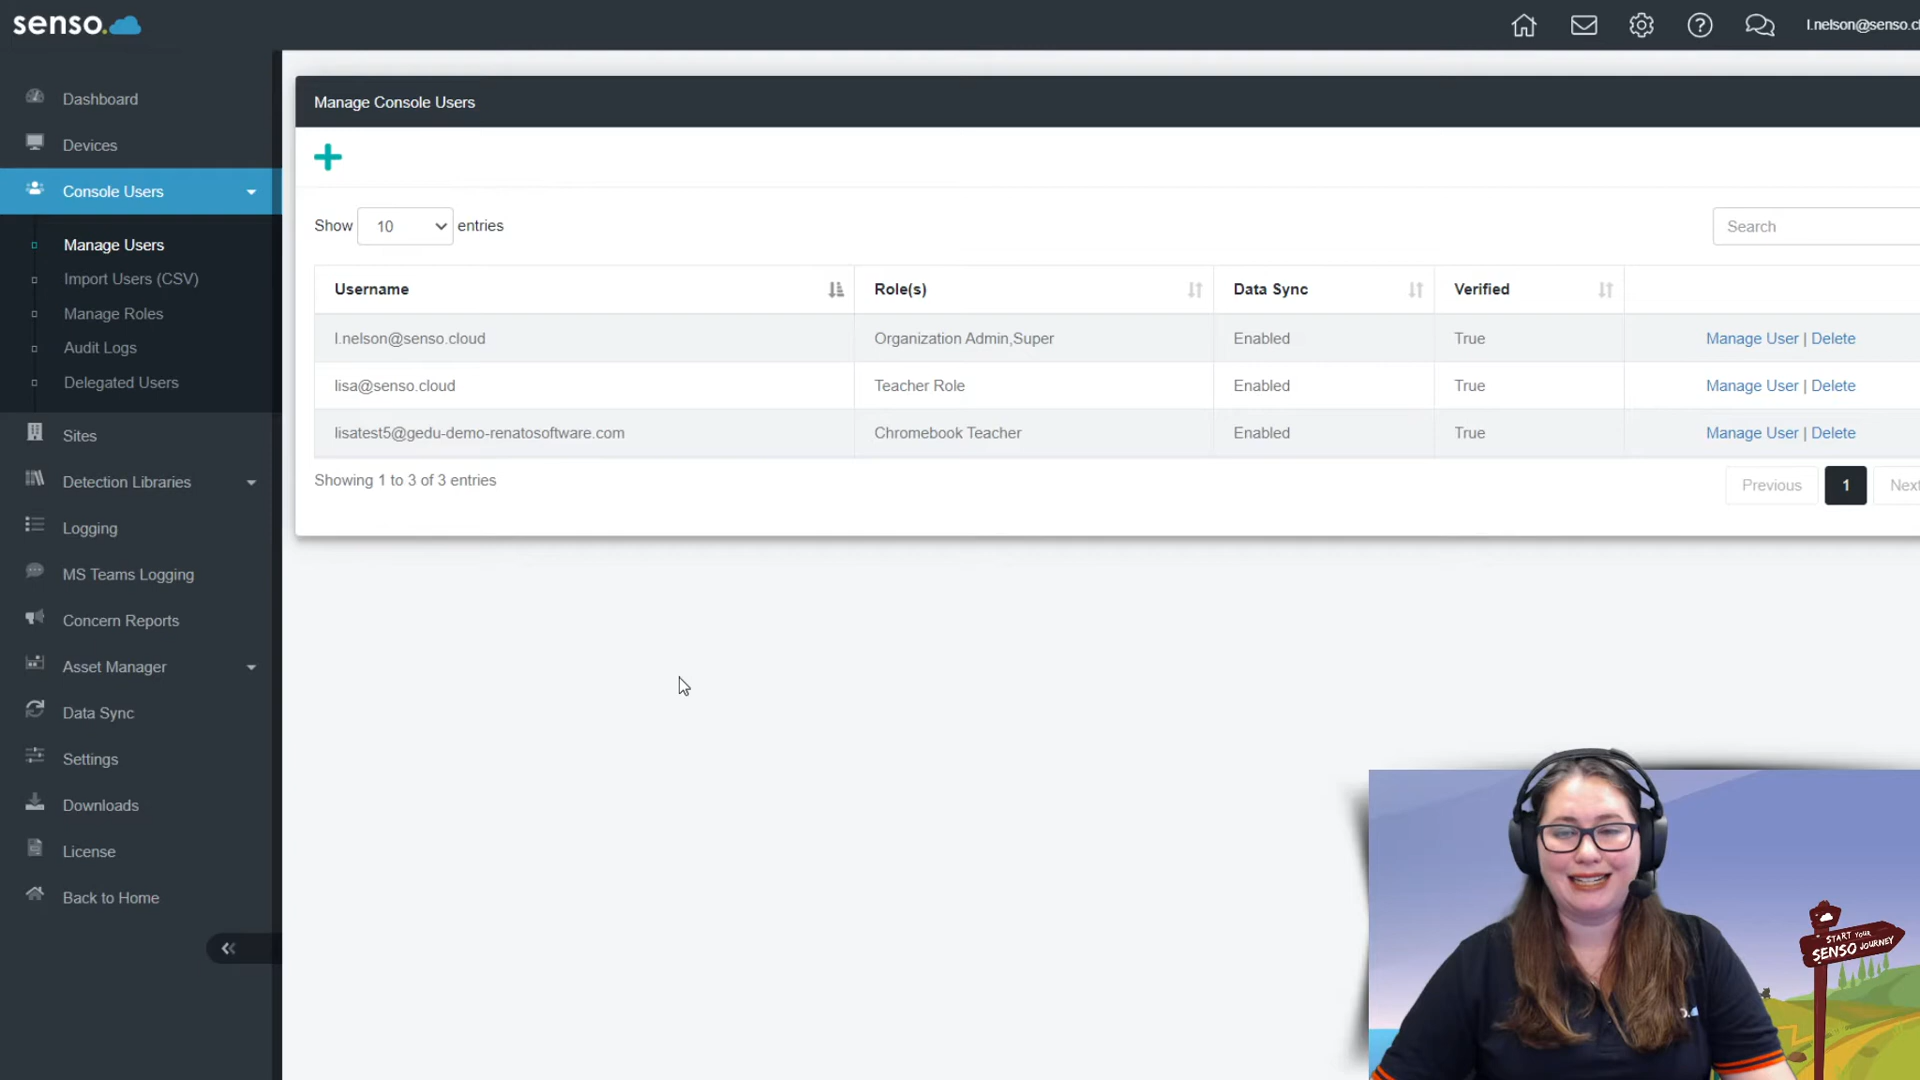 senso.
l.nelson@senso.cl
Dashboard
Devices
Console Users
Manage Users
Import Users (CSV)
Manage Roles
Audit Logs
Delegated Users
Sites
Detection Libraries
Logging
MS Teams Logging
Concern Reports
Asset Manager
Data Sync
Settings
Downloads
License
Back to Home
Manage Console Users
Show 10 entries
Search
Username Role(s) Data Sync Verified
l.nelson@senso.cloud Organization Admin,Super Enabled True Manage User | Delete
lisa@senso.cloud Teacher Role Enabled True Manage User | Delete
lisatest5@gedu-demo-renatosoftware.com Chromebook Teacher Enabled True Manage User | Delete
Showing 1 to 3 of 3 entries
Previous 1 Next
START YOUR
SENSO JOURNEY